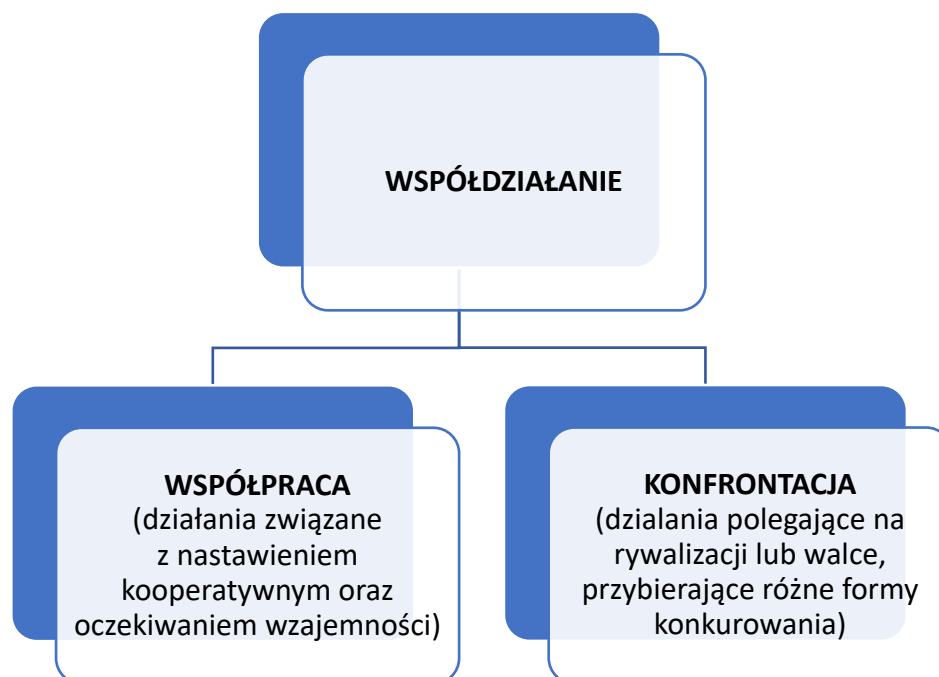 WSPÓŁDZIAŁANIE
WSPÓŁPRACA
(działania związane
z nastawieniem
kooperatywnym oraz
oczekiwaniem wzajemności)
KONFRONTACJA
(dzialania polegające na
rywalizacji lub walce,
przybierające różne formy
konkurowania)